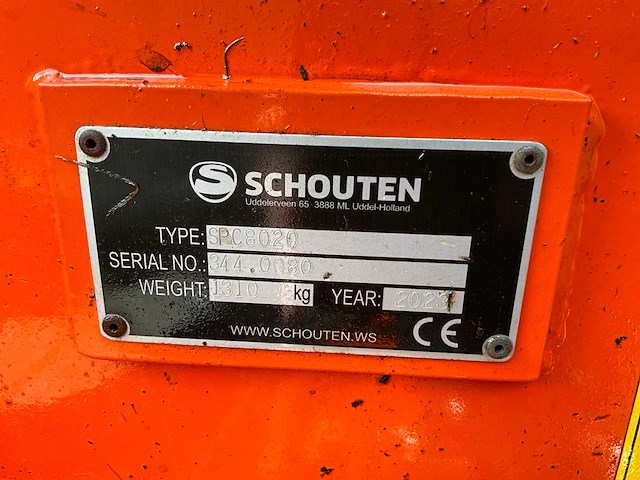 S SCHOUTEN
Uddelerveen 65 3888 ML Uddel-Holland
TYPE: SPC8020
SERIAL NO.: 344.0080
WEIGHT: 1310 kg YEAR: 2023
WWW.SCHOUTEN.WS CE